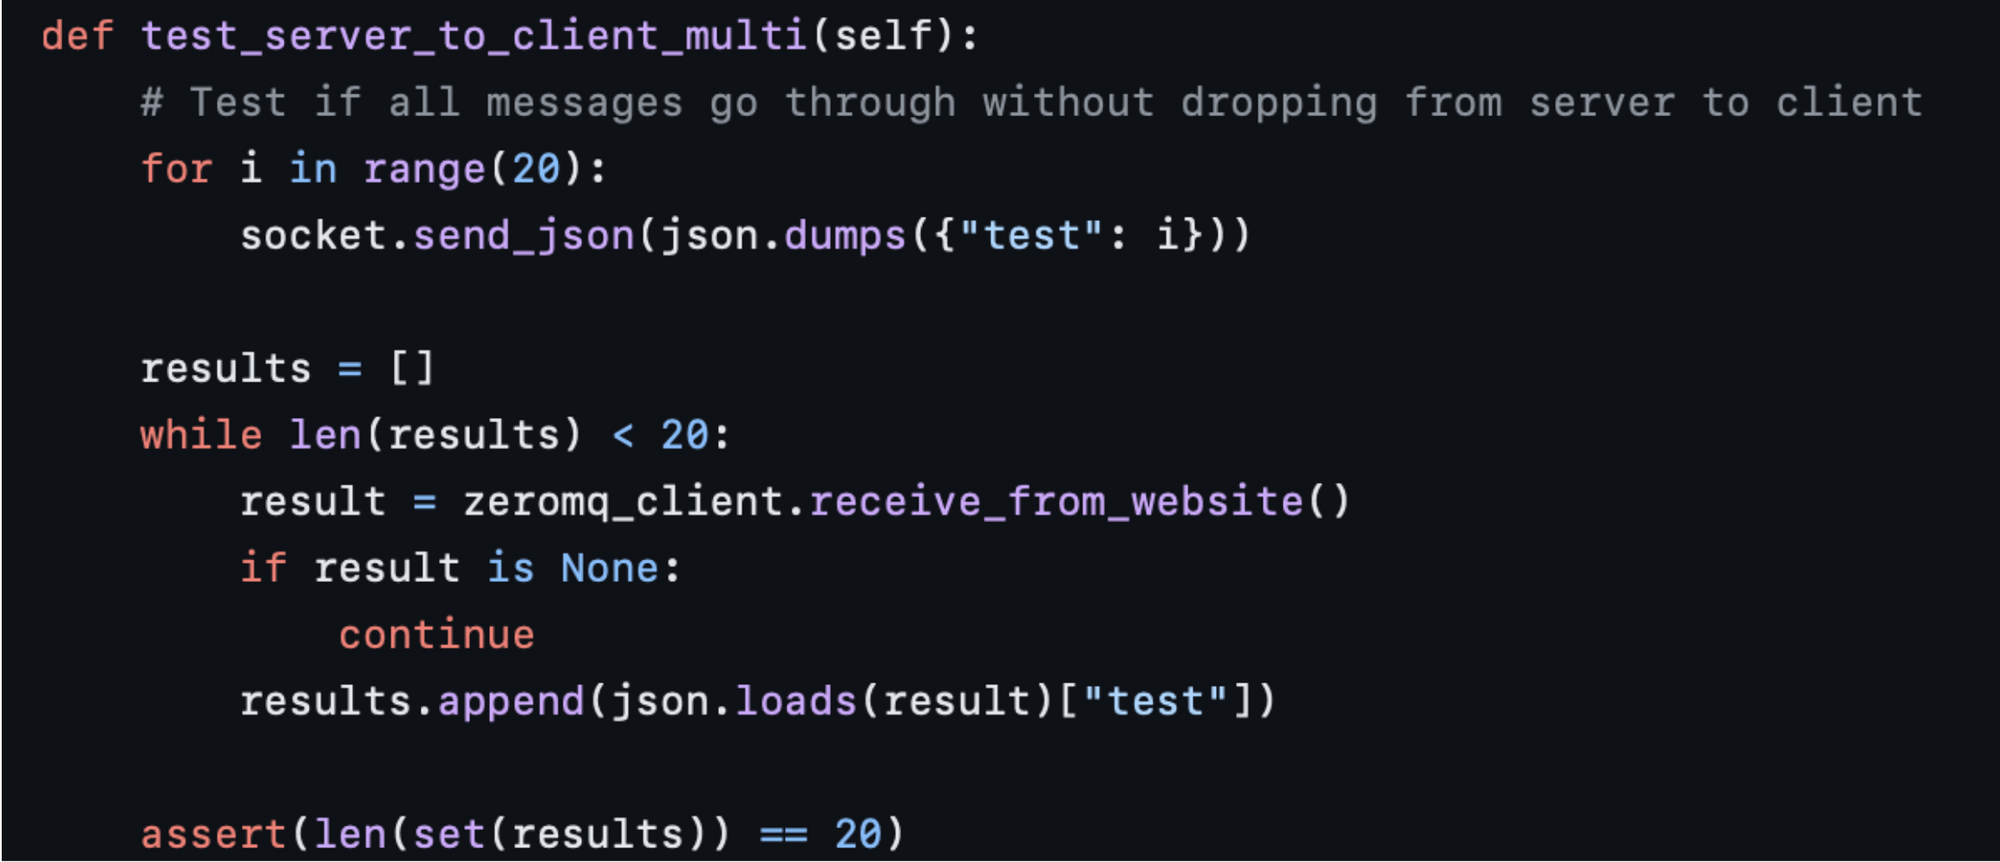 def test_server_to_client_multi(self):
    # Test if all messages go through without dropping from server to client
    for i in range(20):
        socket.send_json(json.dumps({"test": i}))

    results = []
    while len(results) < 20:
        result = zeromq_client.receive_from_website()
        if result is None:
            continue
        results.append(json.loads(result)["test"])

    assert(len(set(results)) == 20)